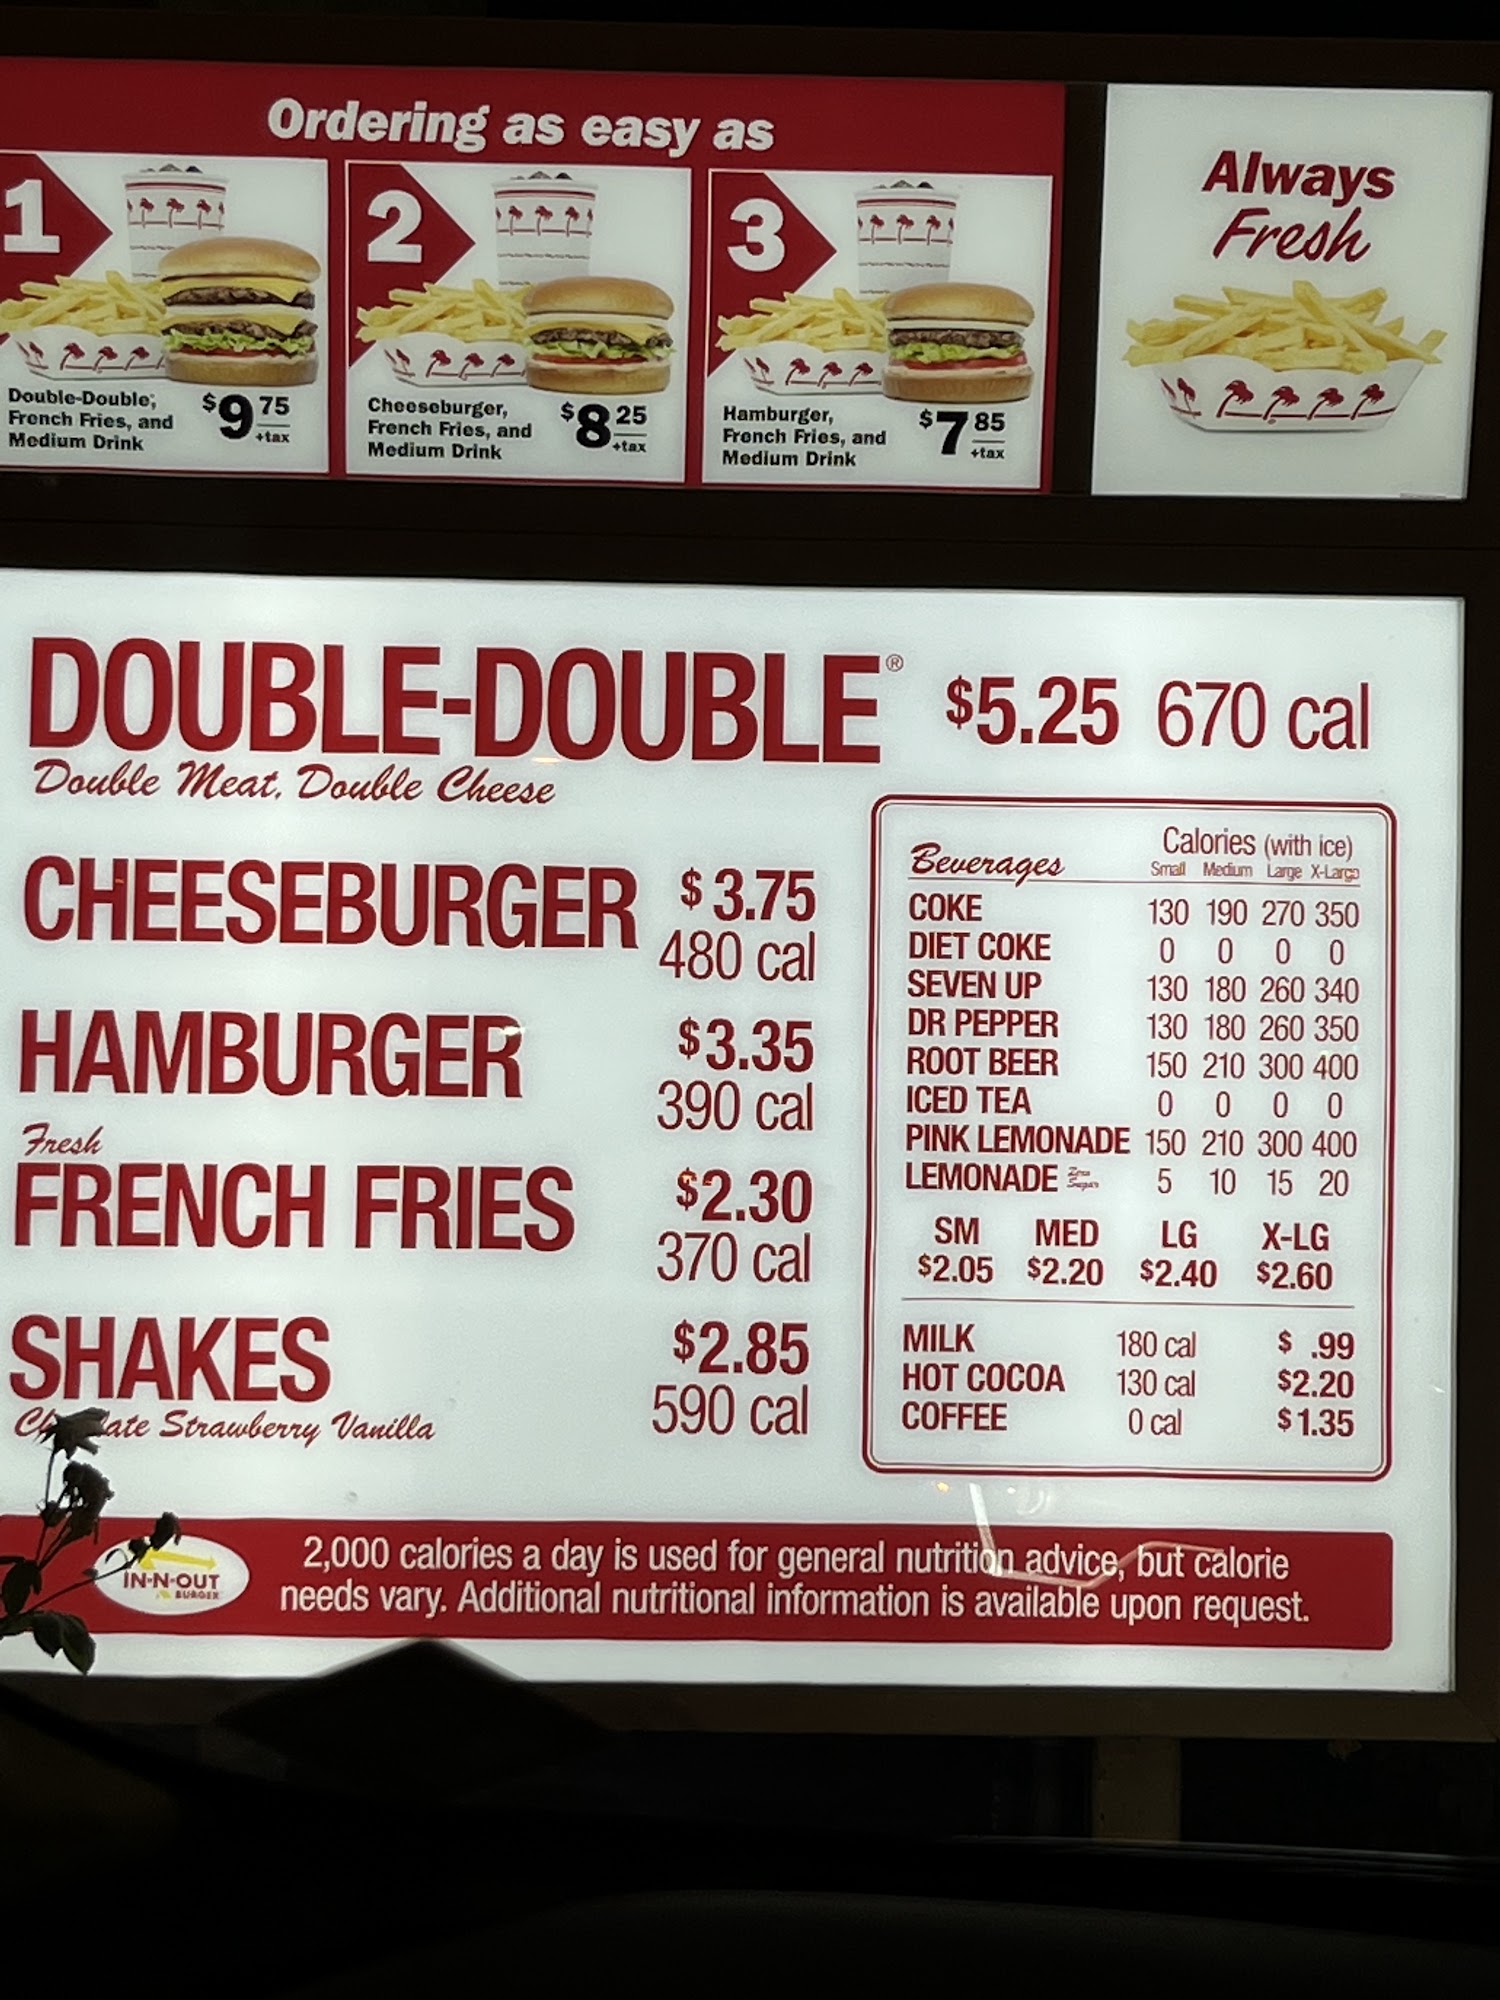 Ordering as easy as
1
Double-Double,
French Fries, and
Medium Drink
$9 75
+tax
2
Cheeseburger,
French Fries, and
Medium Drink
$8 25
+tax
3
Hamburger,
French Fries, and
Medium Drink
$7 85
+tax
Always
Fresh
DOUBLE-DOUBLE® $5.25 670 cal
Double Meat, Double Cheese
CHEESEBURGER $3.75
480 cal
HAMBURGER $3.35
390 cal
Fresh
FRENCH FRIES $2.30
370 cal
SHAKES $2.85
590 cal
Chocolate Strawberry Vanilla
Calories (with ice)
Beverages Small Medium Large X-Large
COKE 130 190 270 350
DIET COKE 0 0 0 0
SEVEN UP 130 180 260 340
DR PEPPER 130 180 260 350
ROOT BEER 150 210 300 400
ICED TEA 0 0 0 0
PINK LEMONADE 150 210 300 400
LEMONADE Zero Sugar 5 10 15 20
SM MED LG X-LG
$2.05 $2.20 $2.40 $2.60
MILK 180 cal $ .99
HOT COCOA 130 cal $2.20
COFFEE 0 cal $1.35
IN-N-OUT
BURGER
2,000 calories a day is used for general nutrition advice, but calorie
needs vary. Additional nutritional information is available upon request.